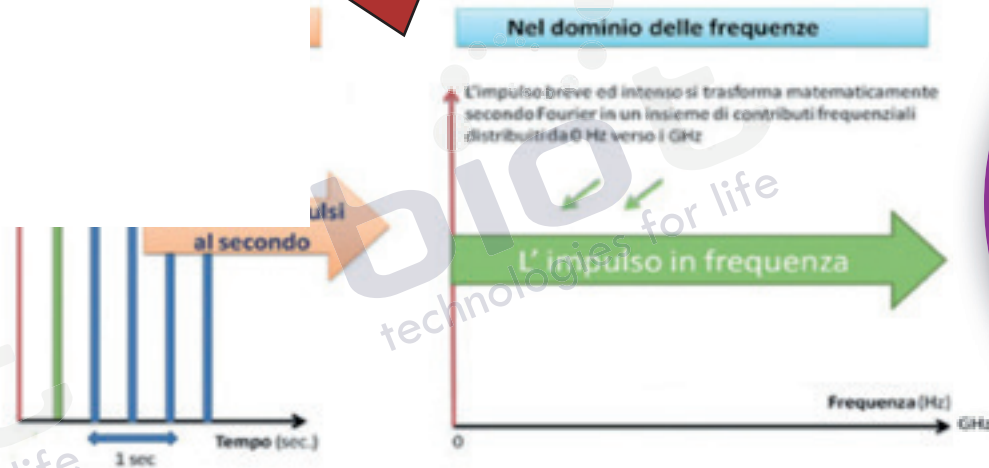 Nel dominio delle frequenze
L'impulso breve ed intenso si trasforma matematicamente
secondo Fourier in un insieme di contributi frequenziali
distribuiti da 0 Hz verso i GHz
ulsi
al secondo
L' impulso in frequenza
biot
technologies for life
Frequenza (Hz)
GHz
0
Tempo (sec.)
1 sec
life